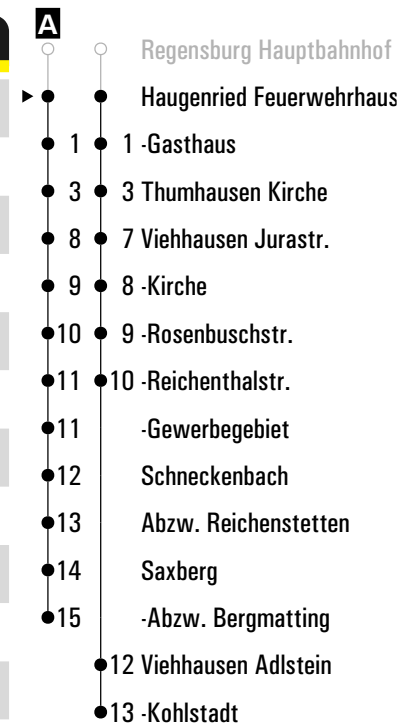 A
Regensburg Hauptbahnhof
Haugenried Feuerwehrhaus
1 1 -Gasthaus
3 3 Thumhausen Kirche
8 7 Viehhausen Jurastr.
9 8 -Kirche
10 9 -Rosenbuschstr.
11 10 -Reichenthalstr.
11 -Gewerbegebiet
12 Schneckenbach
13 Abzw. Reichenstetten
14 Saxberg
15 -Abzw. Bergmatting
12 Viehhausen Adlstein
13 -Kohlstadt